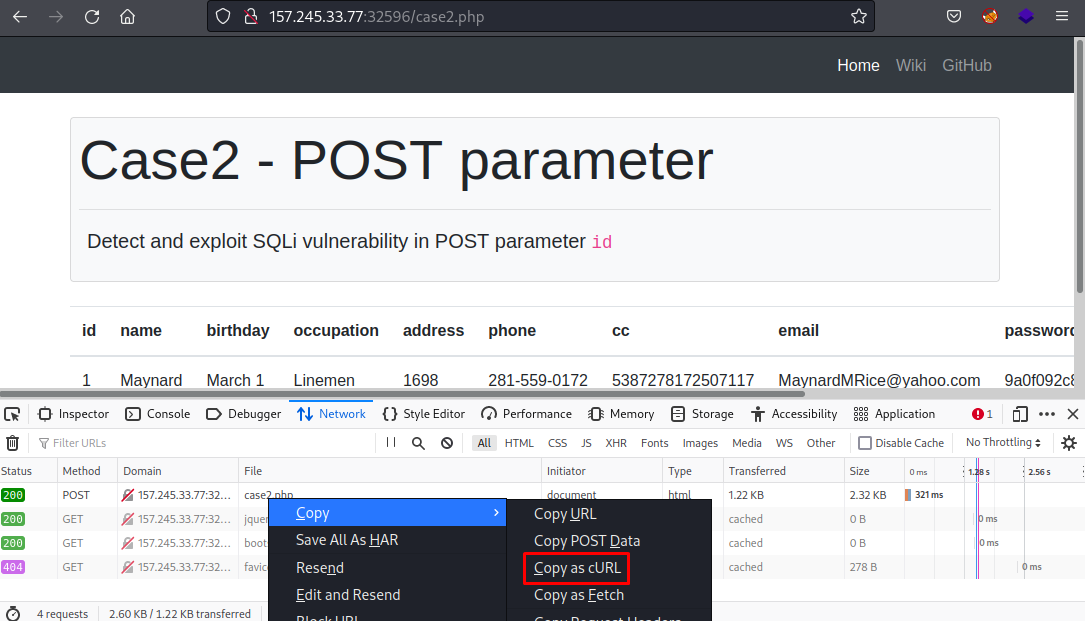 157.245.33.77:32596/case2.php
Home Wiki GitHub
Case2 - POST parameter
Detect and exploit SQLi vulnerability in POST parameter id
id name birthday occupation address phone cc email password
1 Maynard March 1 Linemen 1698 281-559-0172 5387278172507117 MaynardMRice@yahoo.com 9a0f092c8
Inspector Console Debugger Network Style Editor Performance Memory Storage Accessibility Application 1
Filter URLs All HTML CSS JS XHR Fonts Images Media WS Other Disable Cache No Throttling
Status Method Domain File Initiator Type Transferred Size 0 ms 1.28 s 2.56 s
200 POST 157.245.33.77:32... case2.php document html 1.22 KB 2.32 KB 321 ms
200 GET 157.245.33.77:32... jque cached 0 B 0 ms
200 GET 157.245.33.77:32... boot cached 0 B 0 ms
404 GET 157.245.33.77:32... favic cached 278 B 0 ms
Copy
Save All As HAR
Resend
Edit and Resend
Block URL
Copy URL
Copy POST Data
Copy as cURL
Copy as Fetch
Copy Request Headers
4 requests 2.60 KB / 1.22 KB transferred